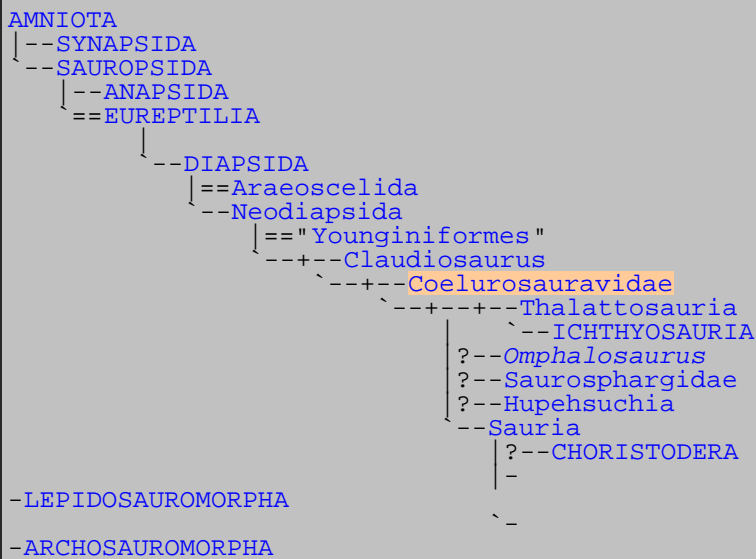 AMNIOTA
|--SYNAPSIDA
`--SAUROPSIDA
|--ANAPSIDA
`==EUREPTILIA
|
`--DIAPSIDA
|==Araeoscelida
`--Neodiapsida
|=="Younginiformes"
`--+--Claudiosaurus
`--+--Coelurosauravidae
`--+--+--Thalattosauria
| `--ICHTHYOSAURIA
|?--Omphalosaurus
|?--Saurosphargidae
|?--Hupehsuchia
`--Sauria
|?--CHORISTODERA
|-
-LEPIDOSAUROMORPHA
`-
-ARCHOSAUROMORPHA